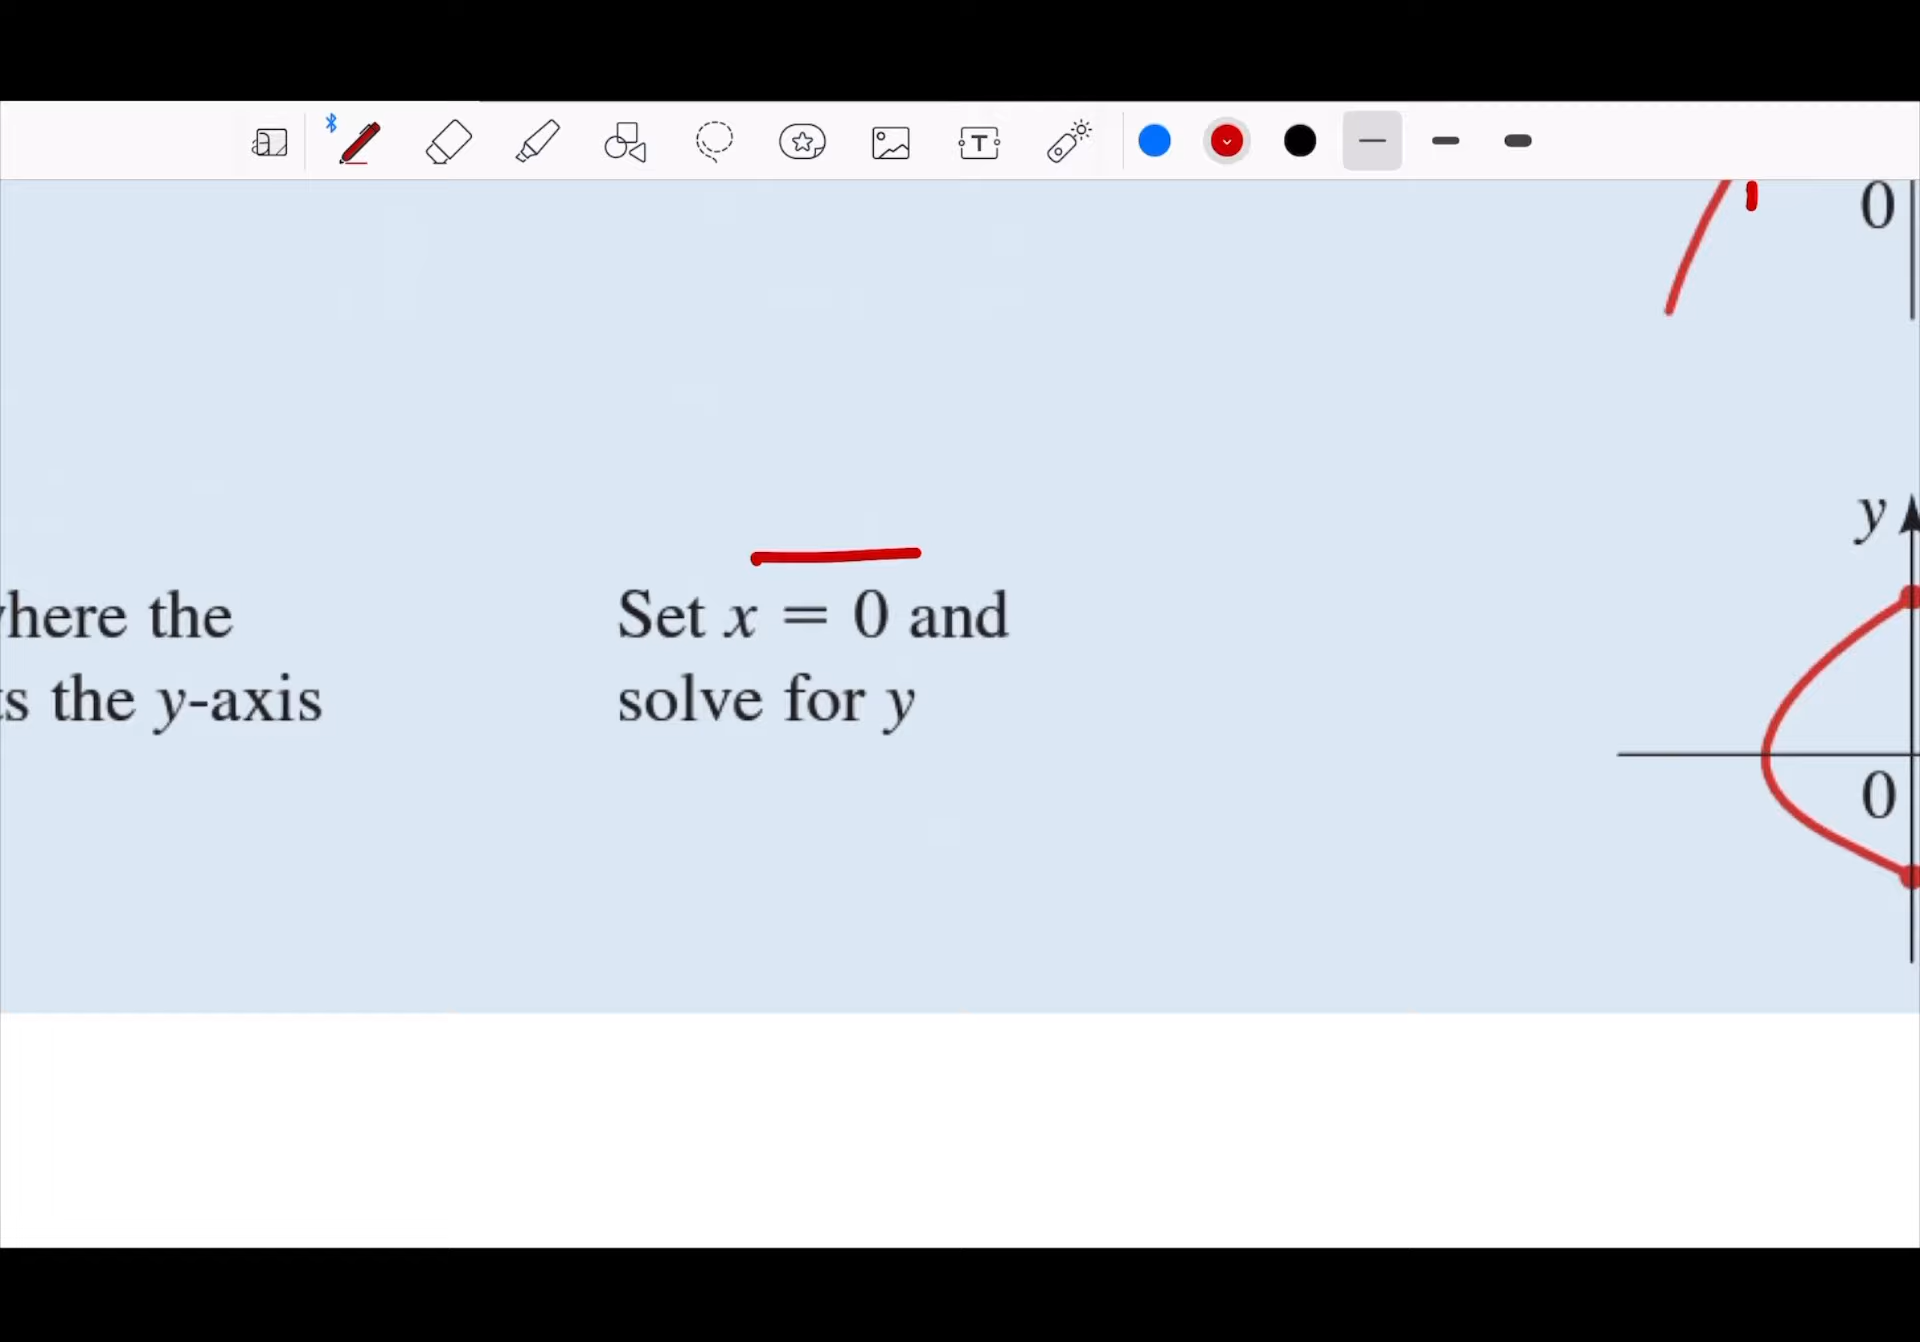 0
y
here the
Set x = 0 and
s the y-axis
solve for y
0